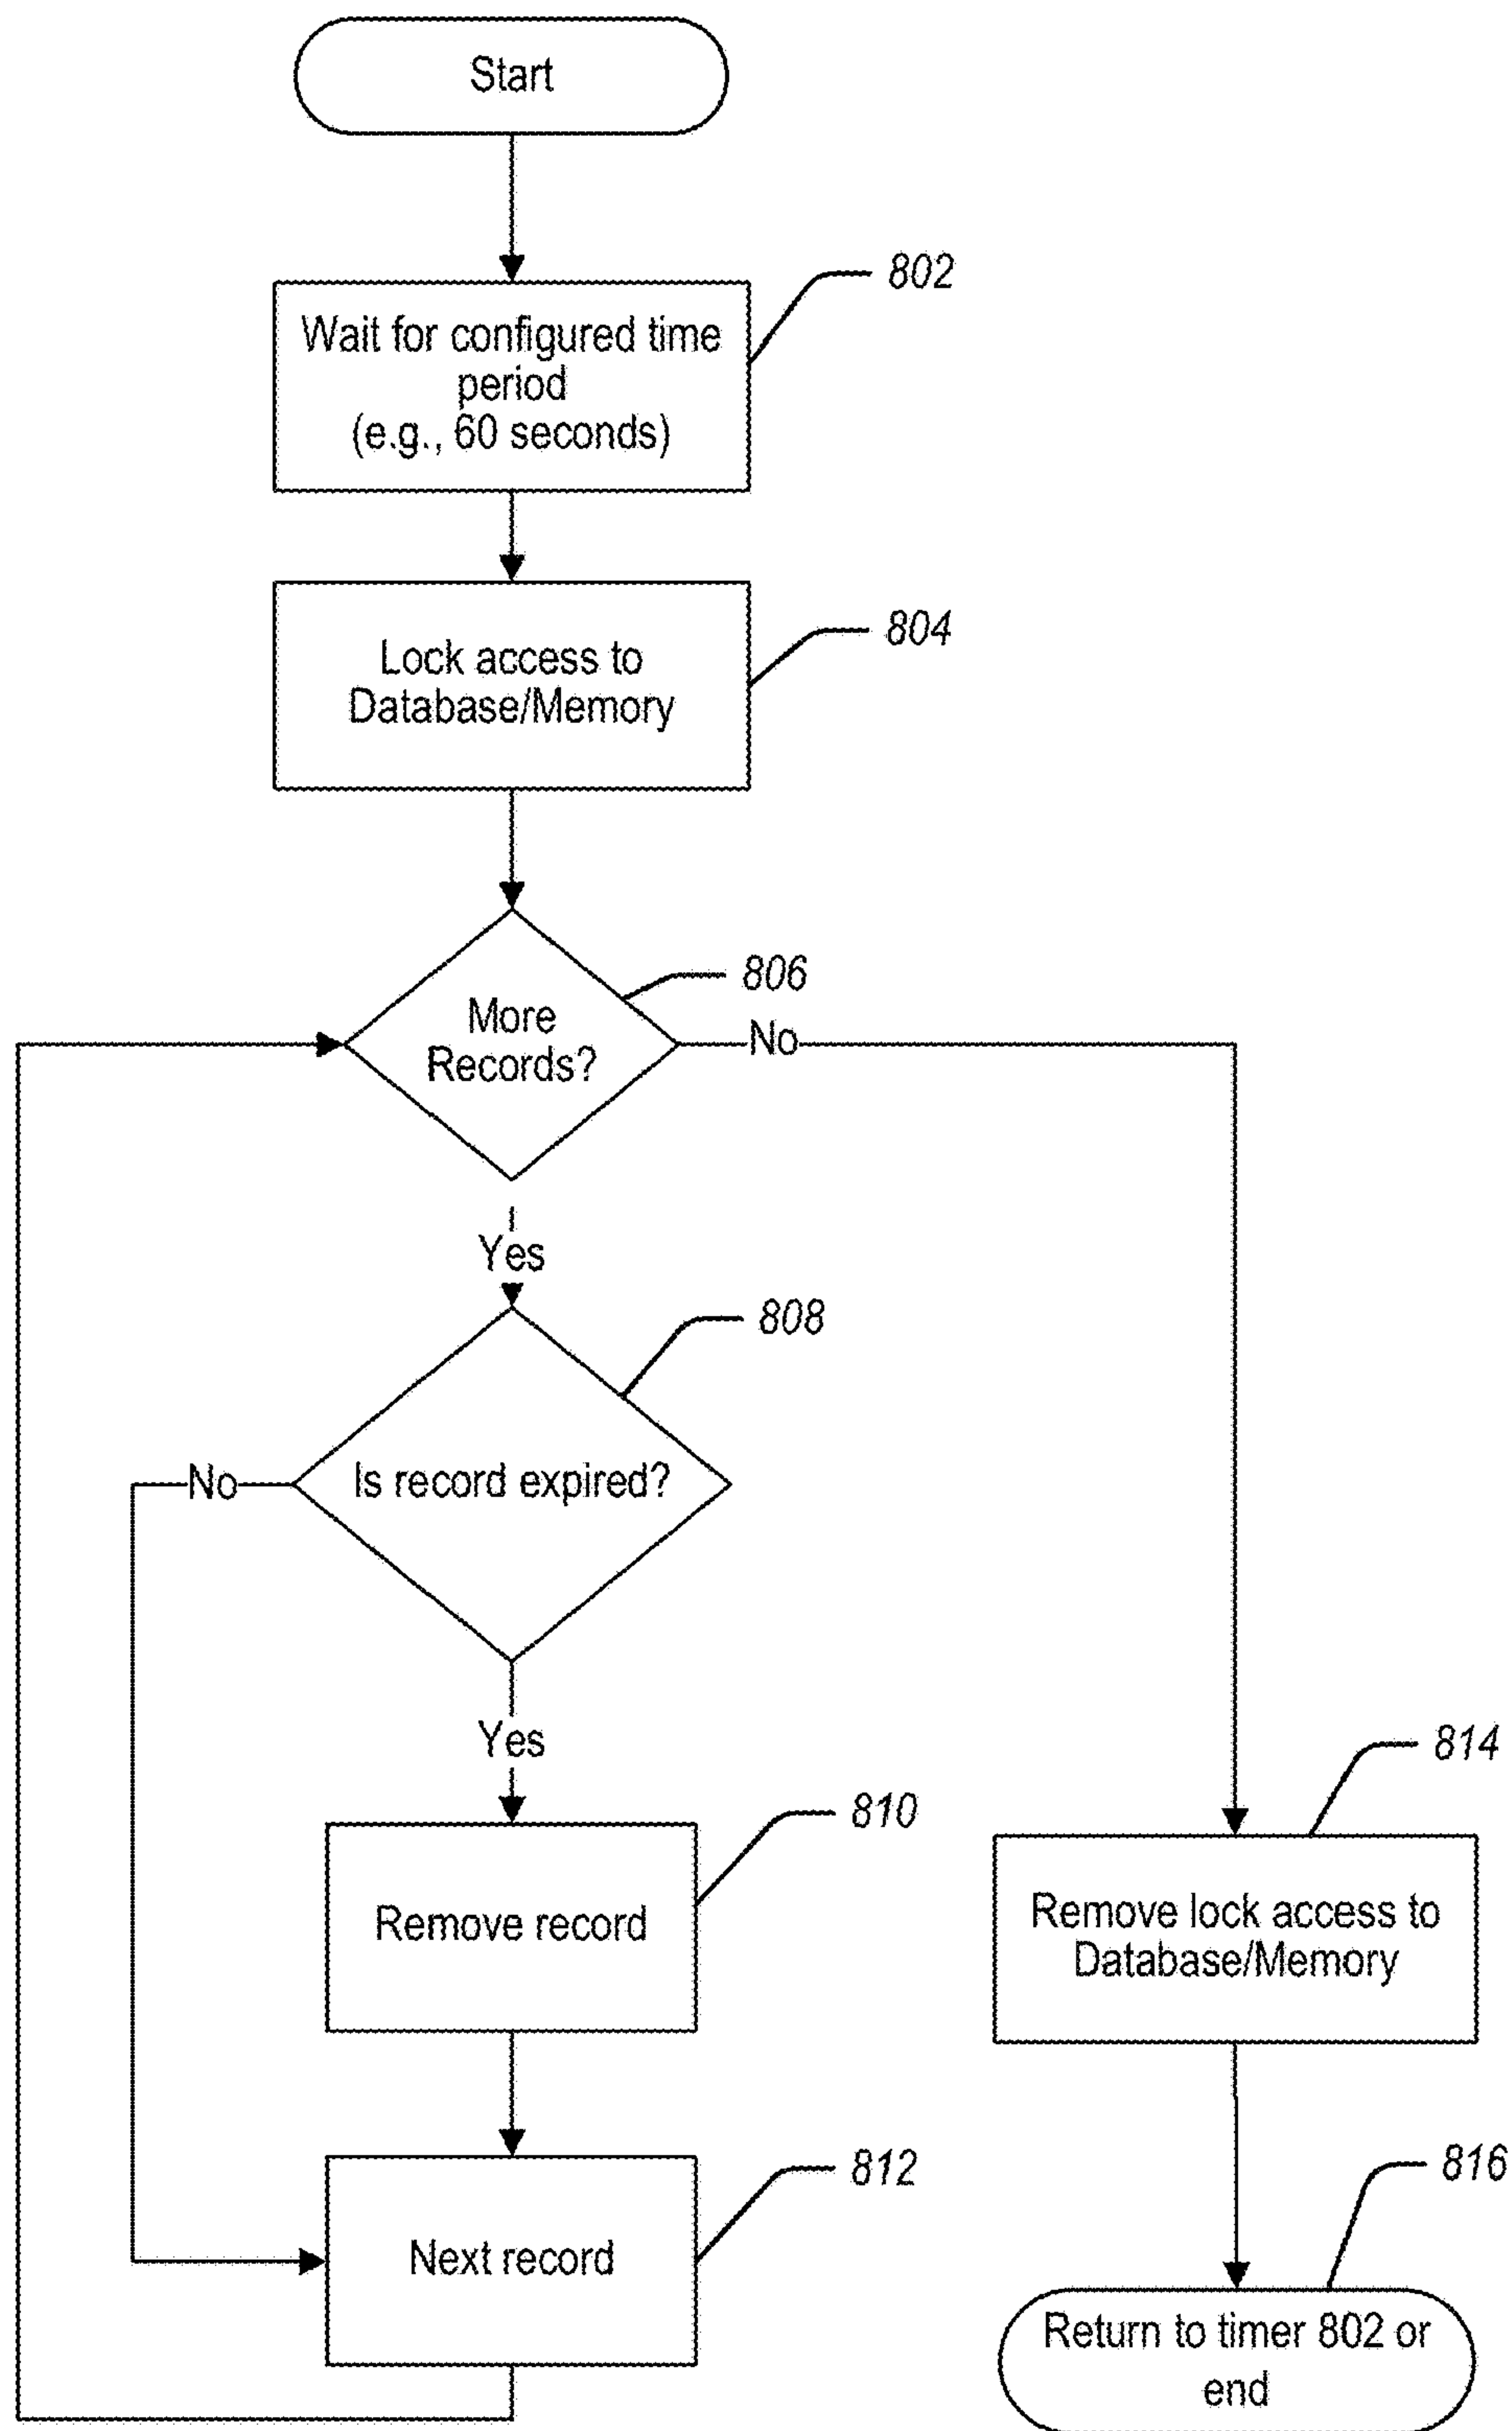 Start
802
Wait for configured time
period
(e.g., 60 seconds)
804
Lock access to
Database/Memory
806
More
Records?
No
Yes
808
No
Is record expired?
Yes
814
810
Remove record
Remove lock access to
Database/Memory
816
812
Next record
Return to timer 802 or
end